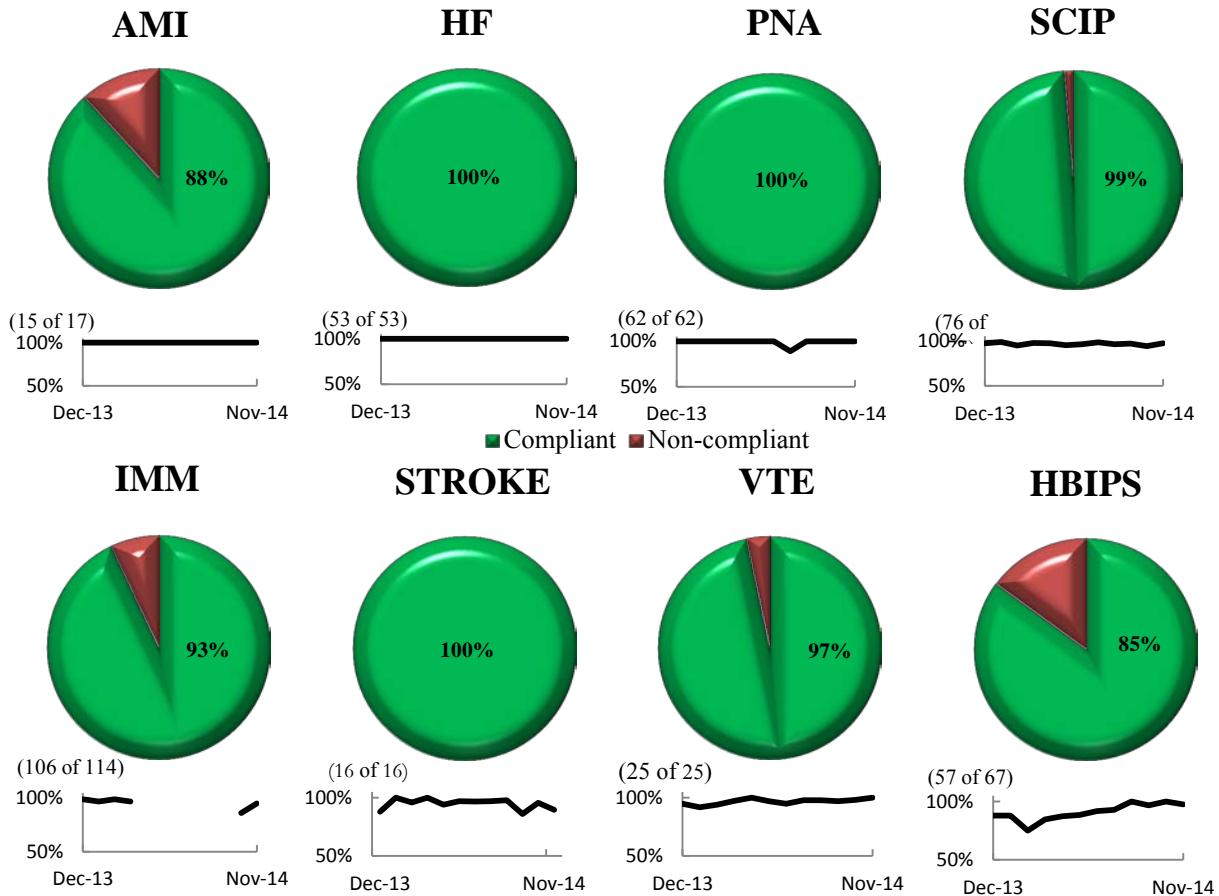 AMI HF PNA SCIP
88% 100% 100% 99%
(15 of 17) (53 of 53) (62 of 62) (76 of
100% 100% 100% 100%
50% 50% 50% 50%
Dec-13 Nov-14 Dec-13 Nov-14 Dec-13 Nov-14 Dec-13 Nov-14
Compliant Non-compliant
IMM STROKE VTE HBIPS
93% 100% 97% 85%
(106 of 114) (16 of 16) (25 of 25) (57 of 67)
100% 100% 100% 100%
50% 50% 50% 50%
Dec-13 Nov-14 Dec-13 Nov-14 Dec-13 Nov-14 Dec-13 Nov-14